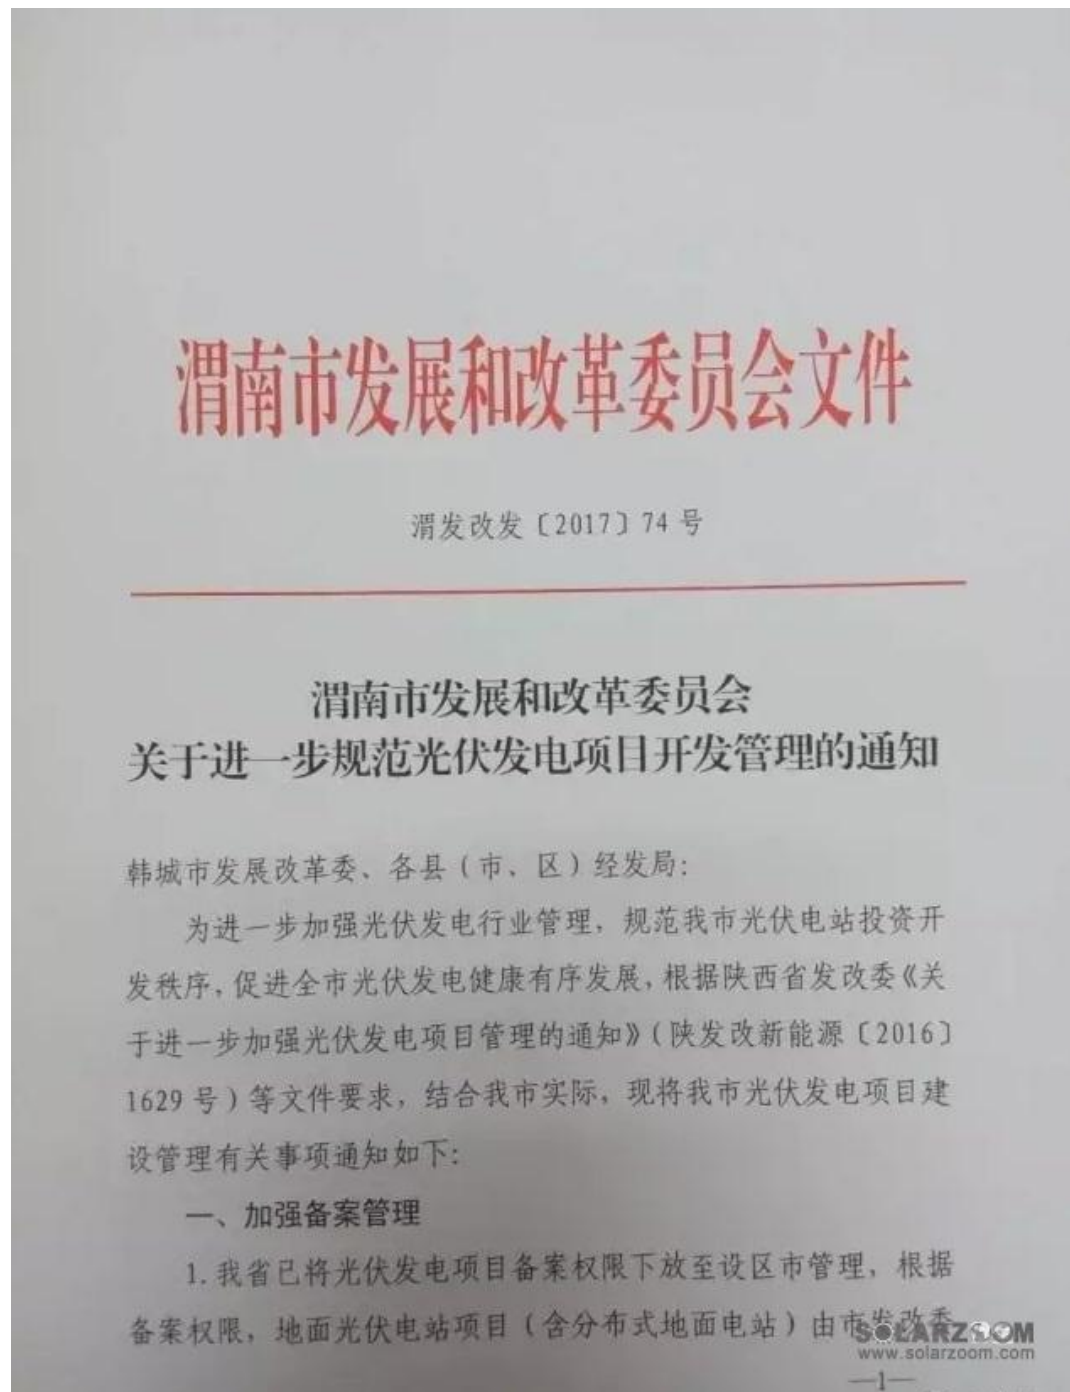 渭南市发展和改革委员会文件
渭发改发〔2017〕74 号
渭南市发展和改革委员会
关于进一步规范光伏发电项目开发管理的通知
韩城市发展改革委、各县（市、区）经发局：
为进一步加强光伏发电行业管理，规范我市光伏电站投资开
发秩序，促进全市光伏发电健康有序发展，根据陕西省发改委《关
于进一步加强光伏发电项目管理的通知》（陕发改新能源〔2016〕
1629 号）等文件要求，结合我市实际，现将我市光伏发电项目建
设管理有关事项通知如下：
一、加强备案管理
1. 我省已将光伏发电项目备案权限下放至设区市管理，根据
备案权限，地面光伏电站项目（含分布式地面电站）由市发改委
SOLARZOOM
www.solarzoom.com
—1—